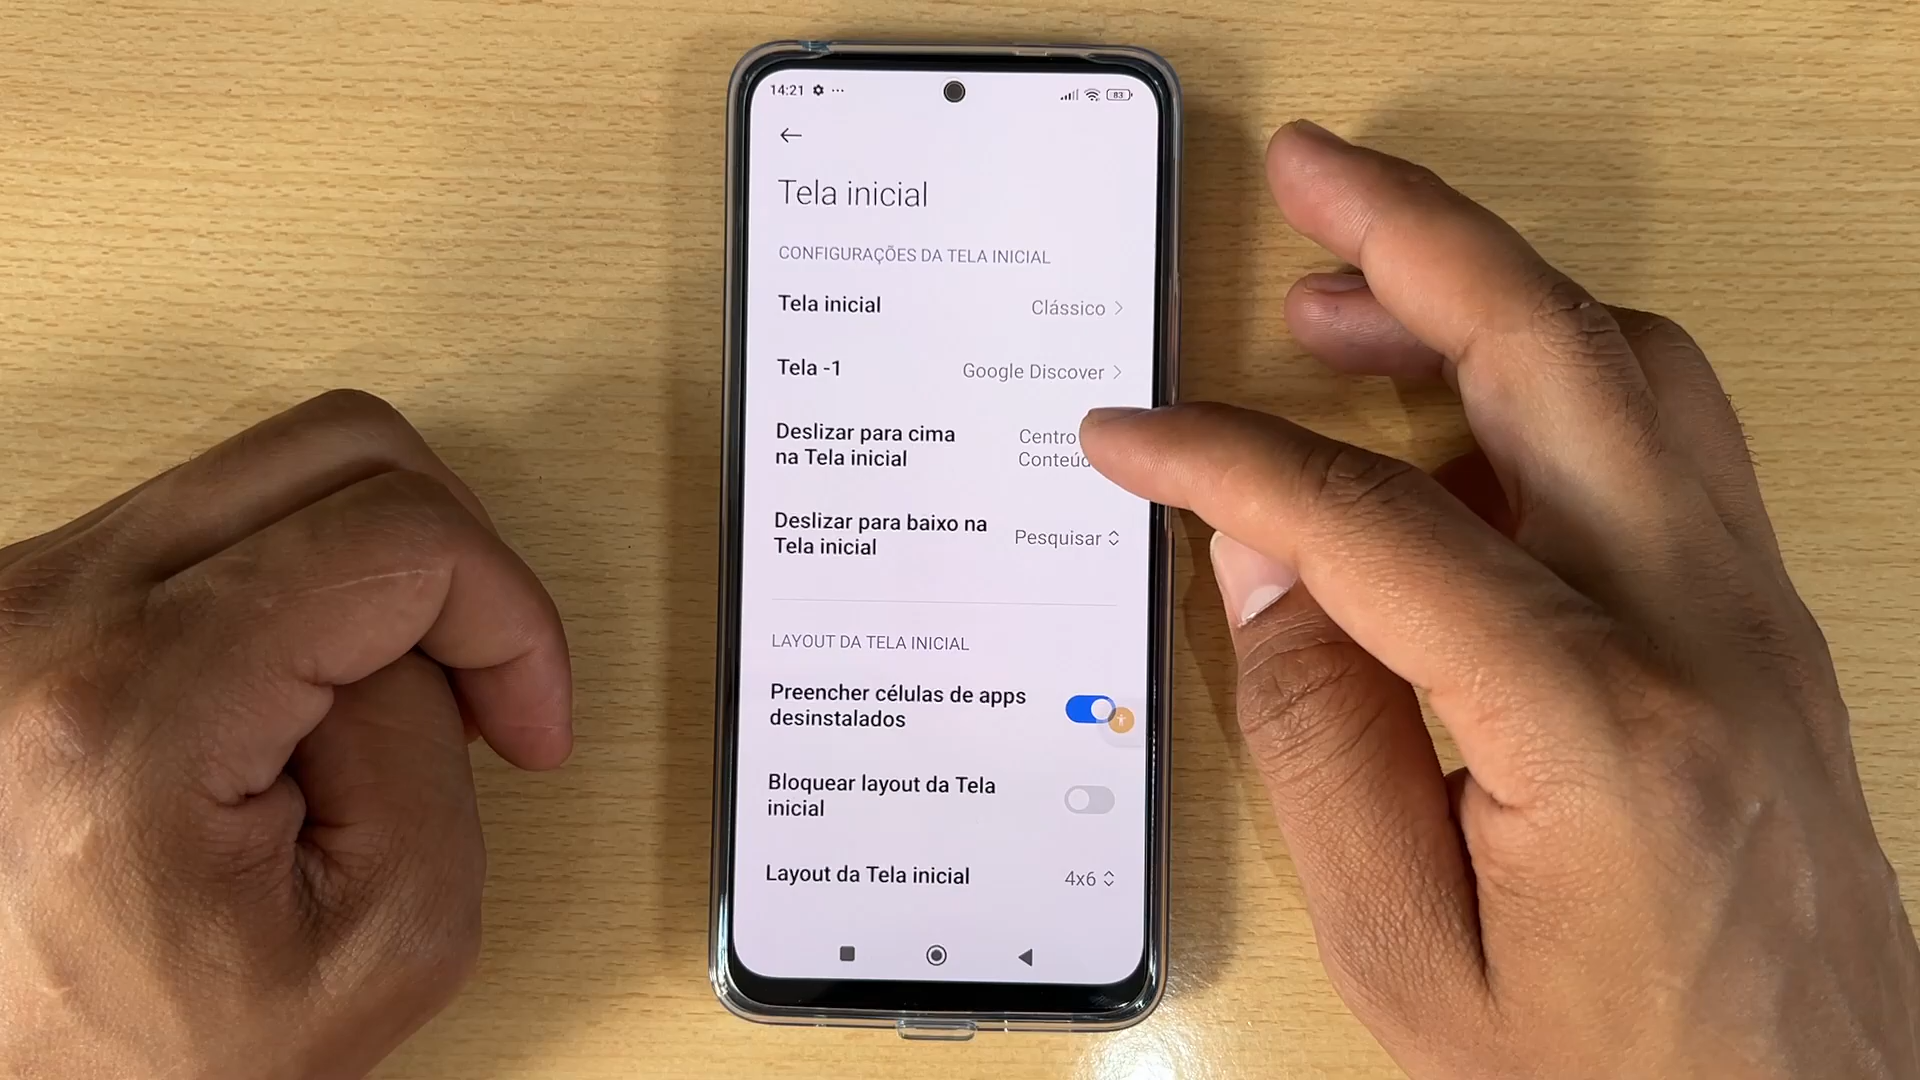 14:21
83
Tela inicial
CONFIGURAÇÕES DA TELA INICIAL
Tela inicial
Clássico
Tela -1
Google Discover
Deslizar para cima
na Tela inicial
Centro
Deslizar para baixo na
Tela inicial
Pesquisar
LAYOUT DA TELA INICIAL
Preencher células de apps
desinstalados
Bloquear layout da Tela
inicial
Layout da Tela inicial
4x6